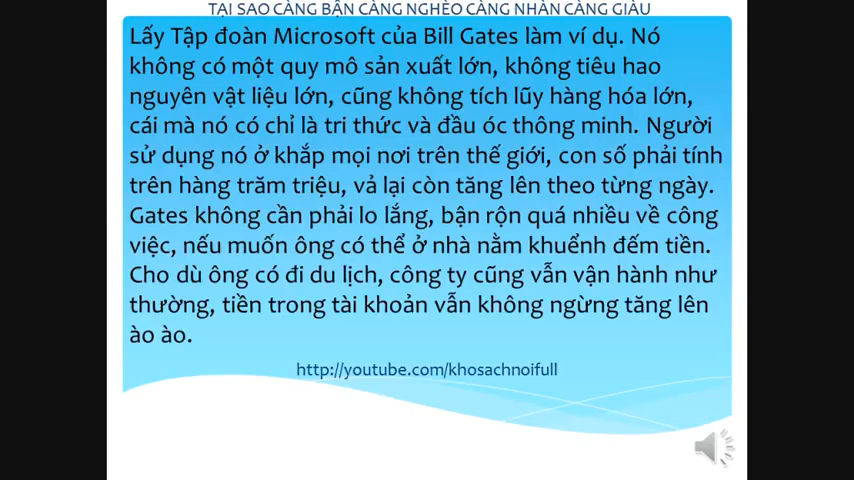 TẠI SAO CÀNG BẬN CÀNG NGHÈO CÀNG NHÀN CÀNG GIÀU
Lấy Tập đoàn Microsoft của Bill Gates làm ví dụ. Nó
không có một quy mô sản xuất lớn, không tiêu hao
nguyên vật liệu lớn, cũng không tích lũy hàng hóa lớn,
cái mà nó có chỉ là tri thức và đầu óc thông minh. Người
sử dụng nó ở khắp mọi nơi trên thế giới, con số phải tính
trên hàng trăm triệu, vả lại còn tăng lên theo từng ngày.
Gates không cần phải lo lắng, bận rộn quá nhiều về công
việc, nếu muốn ông có thể ở nhà nằm khuểnh đếm tiền.
Cho dù ông có đi du lịch, công ty cũng vẫn vận hành như
thường, tiền trong tài khoản vẫn không ngừng tăng lên
ào ào.
http://youtube.com/khosachnoifull